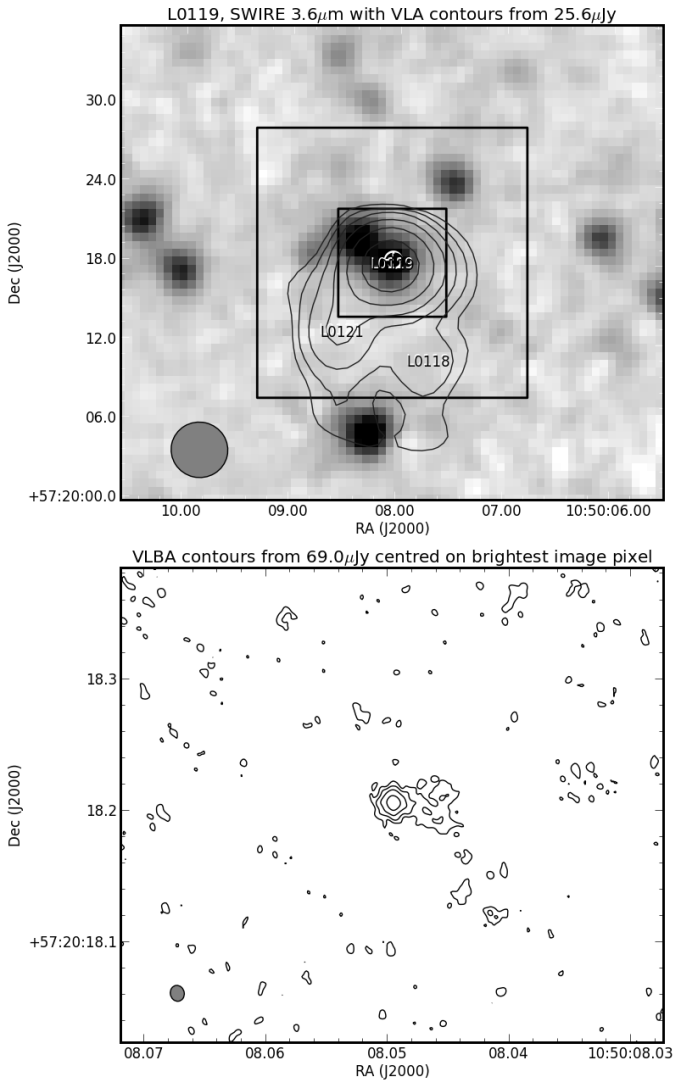 L0119, SWIRE 3.6μm with VLA contours from 25.6μJy
30.0
24.0
18.0
12.0
06.0
+57:20:00.0
Dec (J2000)
L0119
L0121
L0118
10.00 09.00 08.00 07.00 10:50:06.00
RA (J2000)
VLBA contours from 69.0μJy centred on brightest image pixel
18.3
18.2
+57:20:18.1
Dec (J2000)
08.07 08.06 08.05 08.04 10:50:08.03
RA (J2000)